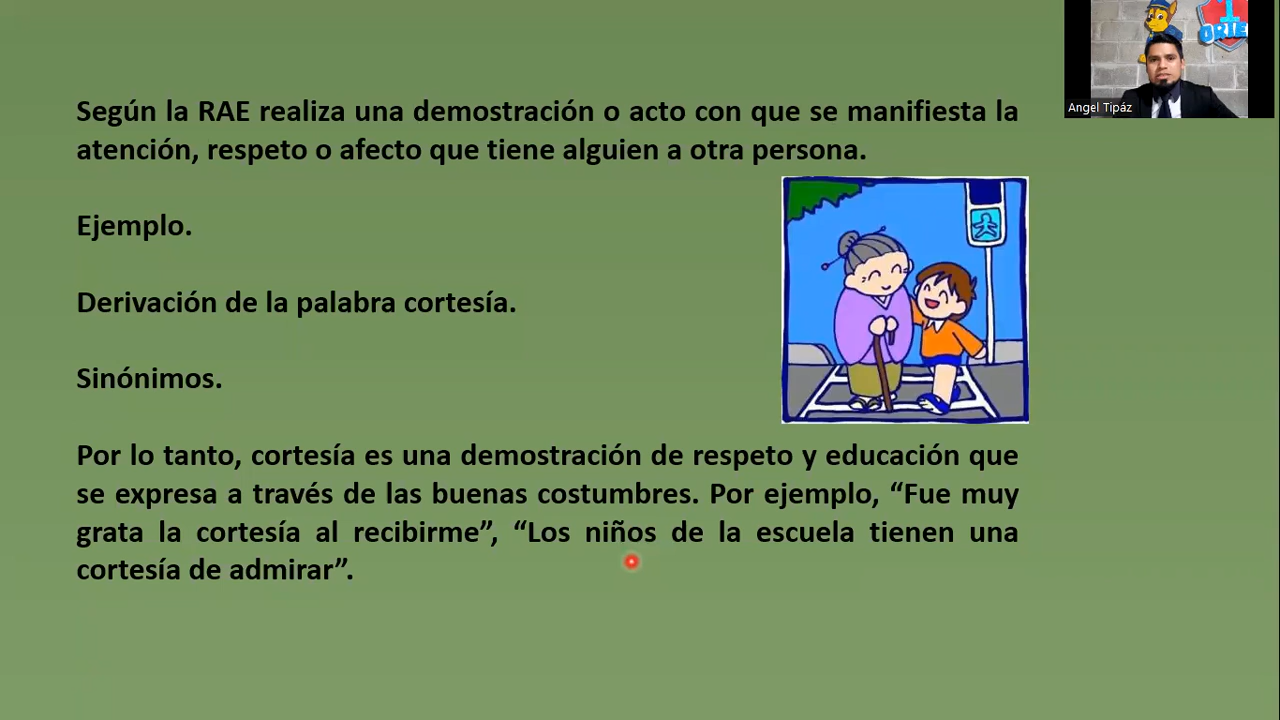 Según la RAE realiza una demostración o acto con que se manifiesta la
atención, respeto o afecto que tiene alguien a otra persona.
Ejemplo.
Derivación de la palabra cortesía.
Sinónimos.
Por lo tanto, cortesía es una demostración de respeto y educación que
se expresa a través de las buenas costumbres. Por ejemplo, “Fue muy
grata la cortesía al recibirme”, “Los niños de la escuela tienen una
cortesía de admirar”.
1
ORIE
Angel Tipáz